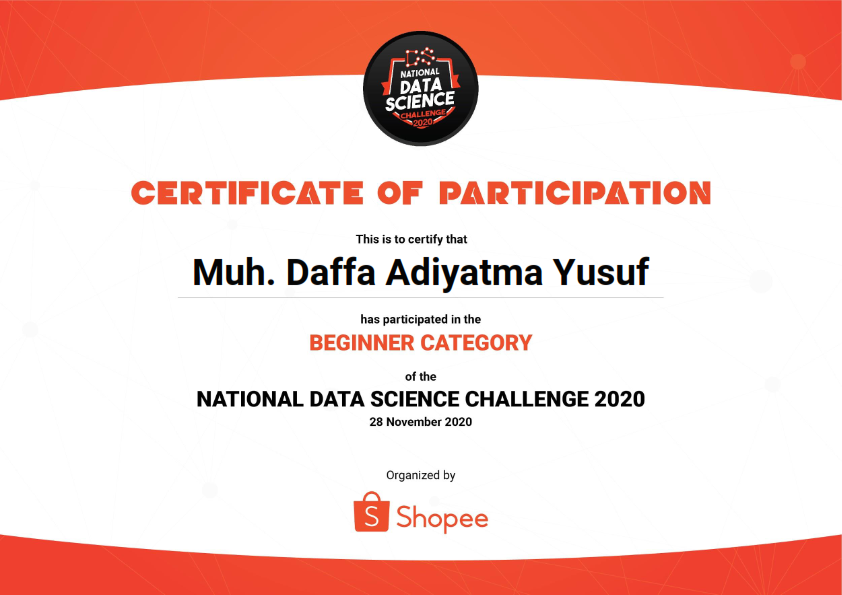 NATIONAL
DATA
SCIENCE
CHALLENGE
2020
CERTIFICATE OF PARTICIPATION
This is to certify that
Muh. Daffa Adiyatma Yusuf
has participated in the
BEGINNER CATEGORY
of the
NATIONAL DATA SCIENCE CHALLENGE 2020
28 November 2020
Organized by
S Shopee